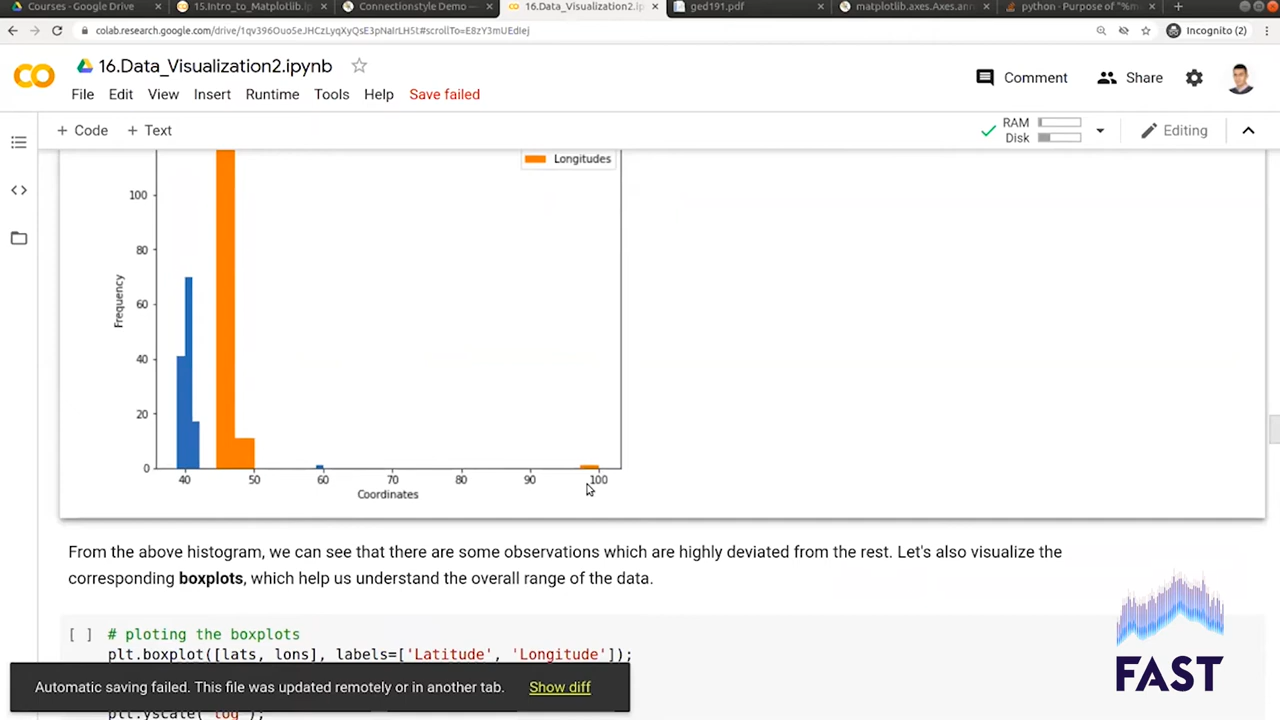 Courses - Google Drive
15.Intro_to_Matplotlib.i
Connectionstyle Demo —
16.Data_Visualization2.i
ged191.pdf
matplotlib.axes.Axes.ann
python - Purpose of "%m
colab.research.google.com/drive/1qv396Ouo5eJHCzLyqXyQsE3pNaIrLH5t#scrollTo=E8zY3mUEdIej
Incognito (2)
CO
16.Data_Visualization2.ipynb
Comment
Share
File Edit View Insert Runtime Tools Help Save failed
+ Code + Text
RAM
Disk
Editing
Longitudes
100
80
60
40
20
0
Frequency
40 50 60 70 80 90 100
Coordinates
From the above histogram, we can see that there are some observations which are highly deviated from the rest. Let's also visualize the
corresponding boxplots, which help us understand the overall range of the data.
[ ] # ploting the boxplots
plt.boxplot([lats, lons], labels=['Latitude', 'Longitude']);
plt.yscale("log");
Automatic saving failed. This file was updated remotely or in another tab. Show diff
FAST